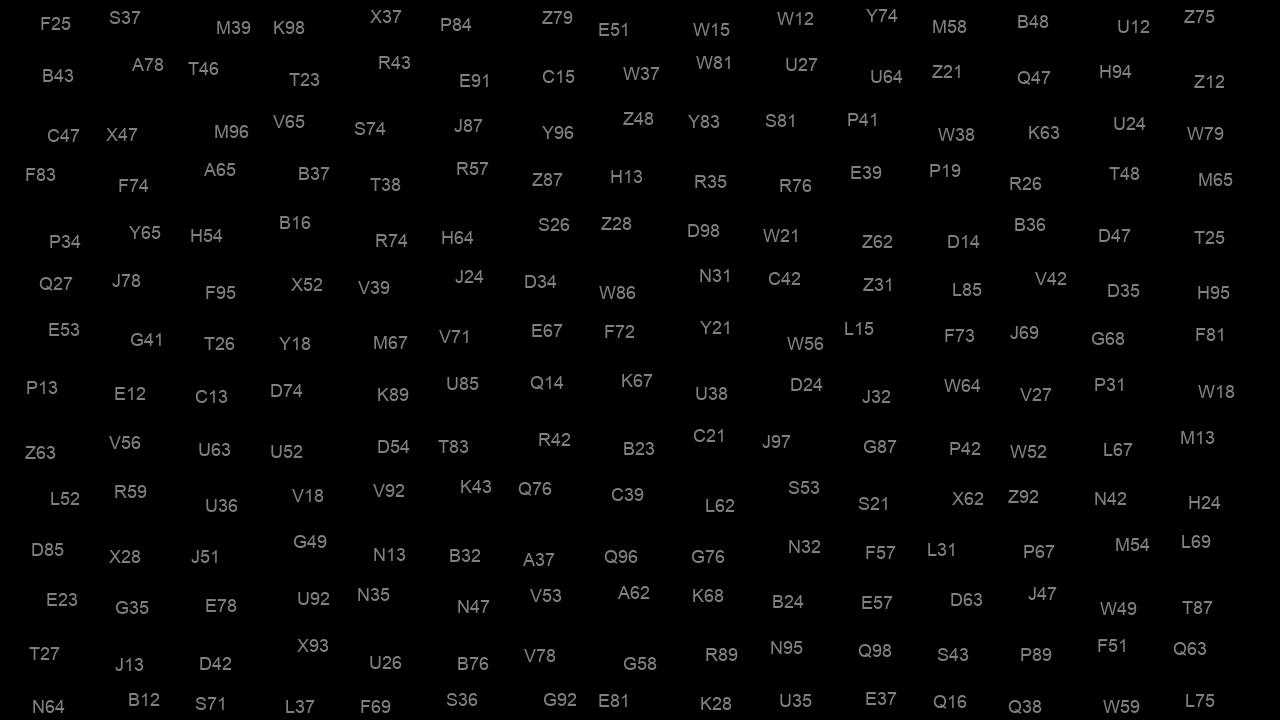 F25 S37 M39 K98 X37 P84 Z79 E51 W15 W12 Y74 M58 B48 U12 Z75
B43 A78 T46 T23 R43 E91 C15 W37 W81 U27 U64 Z21 Q47 H94 Z12
C47 X47 M96 V65 S74 J87 Y96 Z48 Y83 S81 P41 W38 K63 U24 W79
F83 F74 A65 B37 T38 R57 Z87 H13 R35 R76 E39 P19 R26 T48 M65
P34 Y65 H54 B16 R74 H64 S26 Z28 D98 W21 Z62 D14 B36 D47 T25
Q27 J78 F95 X52 V39 J24 D34 W86 N31 C42 Z31 L85 V42 D35 H95
E53 G41 T26 Y18 M67 V71 E67 F72 Y21 W56 L15 F73 J69 G68 F81
P13 E12 C13 D74 K89 U85 Q14 K67 U38 D24 J32 W64 V27 P31 W18
Z63 V56 U63 U52 D54 T83 R42 B23 C21 J97 G87 P42 W52 L67 M13
L52 R59 U36 V18 V92 K43 Q76 C39 L62 S53 S21 X62 Z92 N42 H24
D85 X28 J51 G49 N13 B32 A37 Q96 G76 N32 F57 L31 P67 M54 L69
E23 G35 E78 U92 N35 N47 V53 A62 K68 B24 E57 D63 J47 W49 T87
T27 J13 D42 X93 U26 B76 V78 G58 R89 N95 Q98 S43 P89 F51 Q63
N64 B12 S71 L37 F69 S36 G92 E81 K28 U35 E37 Q16 Q38 W59 L75